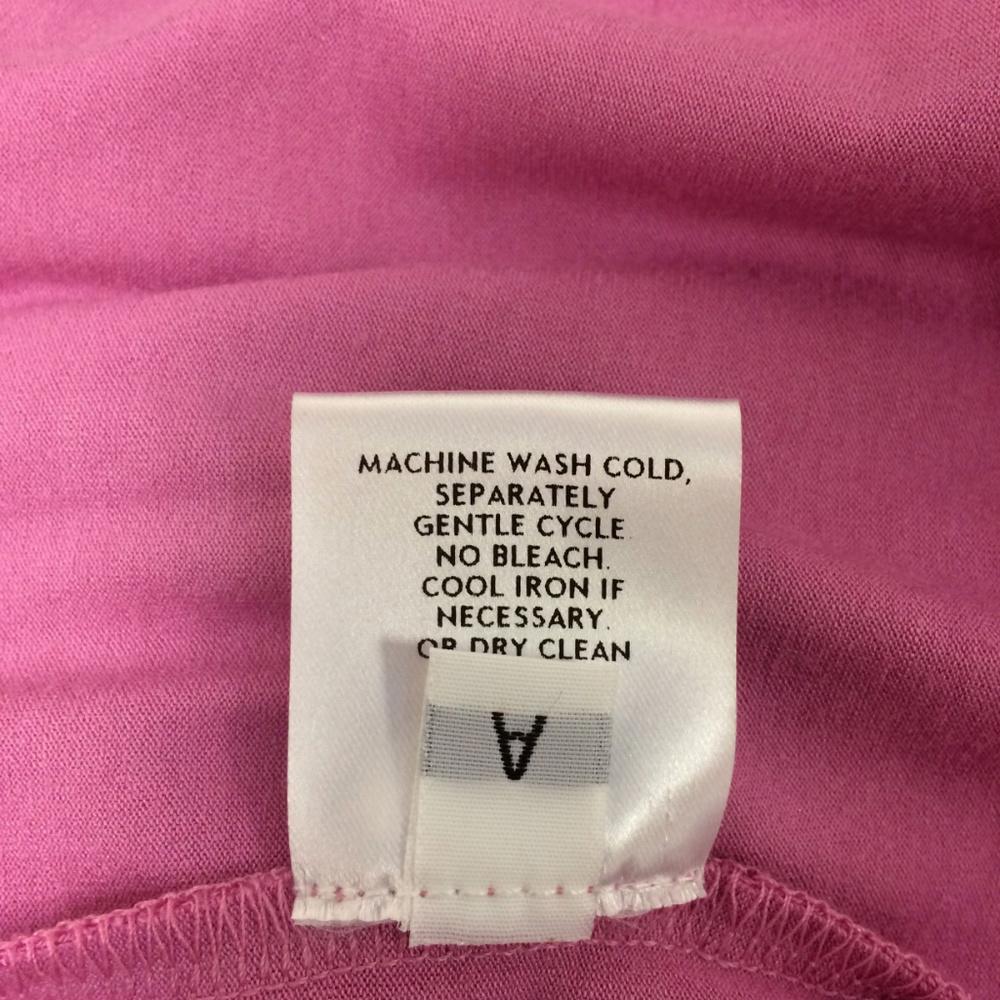 MACHINE WASH COLD,
SEPARATELY
GENTLE CYCLE.
NO BLEACH.
COOL IRON IF
NECESSARY.
OR DRY CLEAN
A